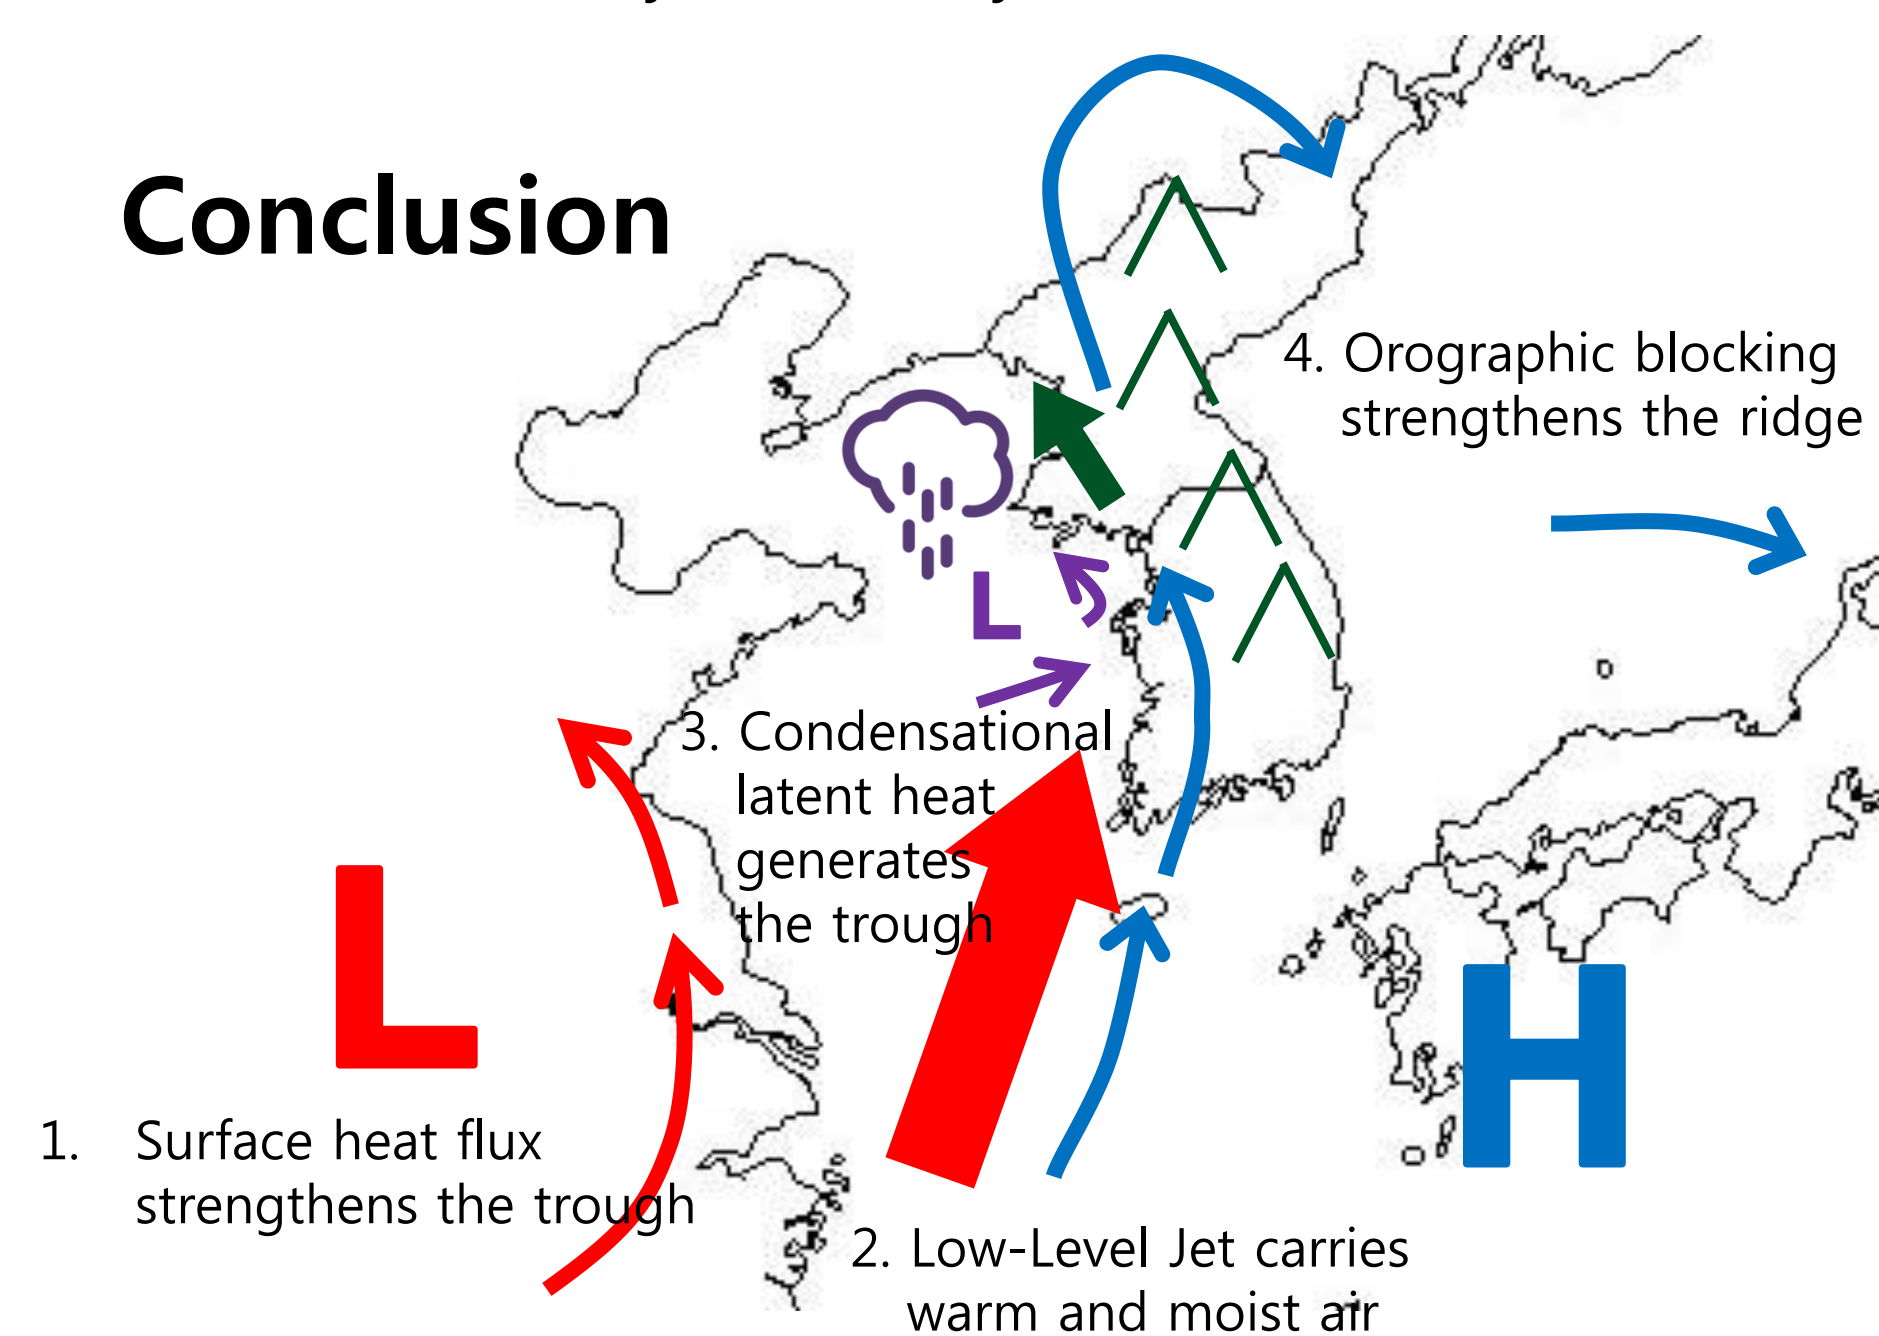 Conclusion
4. Orographic blocking
strengthens the ridge
L
3. Condensational
latent heat
generates
the trough
L
H
1. Surface heat flux
strengthens the trough
2. Low-Level Jet carries
warm and moist air